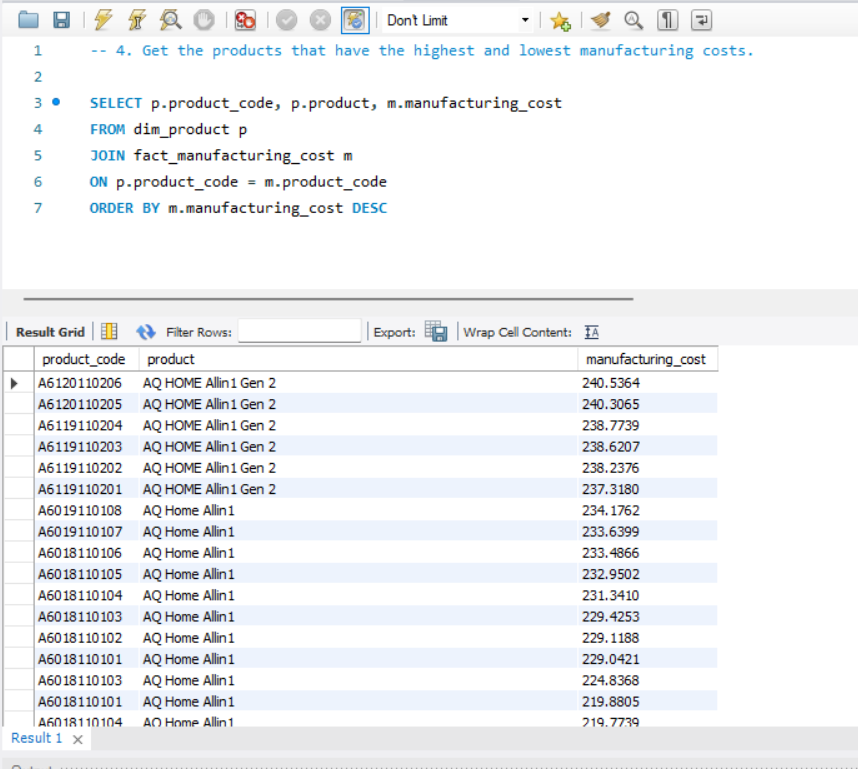 Don't Limit
1 -- 4. Get the products that have the highest and lowest manufacturing costs.
2
3 SELECT p.product_code, p.product, m.manufacturing_cost
4 FROM dim_product p
5 JOIN fact_manufacturing_cost m
6 ON p.product_code = m.product_code
7 ORDER BY m.manufacturing_cost DESC
Result Grid Filter Rows: Export: Wrap Cell Content: IA
product_code product manufacturing_cost
A6120110206 AQ HOME Allin1 Gen 2 240.5364
A6120110205 AQ HOME Allin1 Gen 2 240.3065
A6119110204 AQ HOME Allin1 Gen 2 238.7739
A6119110203 AQ HOME Allin1 Gen 2 238.6207
A6119110202 AQ HOME Allin1 Gen 2 238.2376
A6119110201 AQ HOME Allin1 Gen 2 237.3180
A6019110108 AQ Home Allin1 234.1762
A6019110107 AQ Home Allin1 233.6399
A6018110106 AQ Home Allin1 233.4866
A6018110105 AQ Home Allin1 232.9502
A6018110104 AQ Home Allin1 231.3410
A6018110103 AQ Home Allin1 229.4253
A6018110102 AQ Home Allin1 229.1188
A6018110101 AQ Home Allin1 229.0421
A6018110103 AQ Home Allin1 224.8368
A6018110101 AQ Home Allin1 219.8805
A6018110104 AQ Home Allin1 219.7739
Result 1